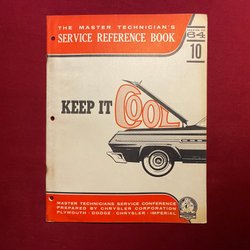 THE MASTER TECHNICIAN'S
SERVICE REFERENCE BOOK
64
10
KEEP IT
COOL
MASTER TECHNICIANS SERVICE CONFERENCE
PREPARED BY CHRYSLER CORPORATION
PLYMOUTH · DODGE · CHRYSLER · IMPERIAL